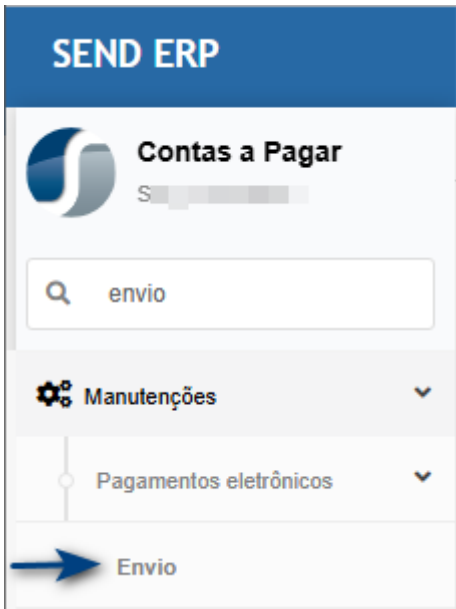 SEND ERP
Contas a Pagar
S
envio
Manutenções
Pagamentos eletrônicos
Envio